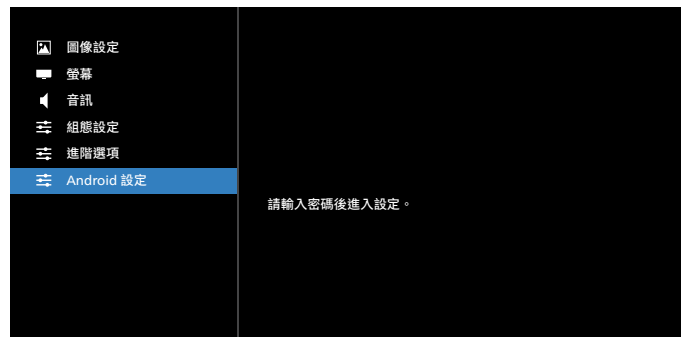 圖像設定
螢幕
音訊
組態設定
進階選項
Android 設定
請輸入密碼後進入設定。